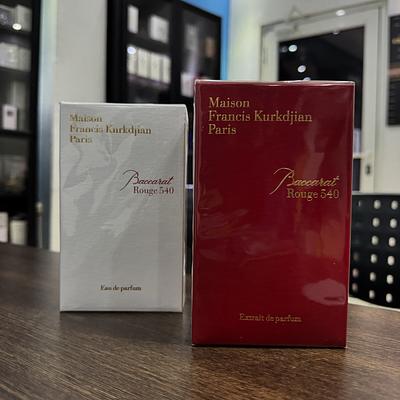 Maison
Francis Kurkdjian
Paris
Baccarat
Rouge 540
Eau de parfum
Maison
Francis Kurkdjian
Paris
Baccarat
Rouge 540
Extrait de parfum